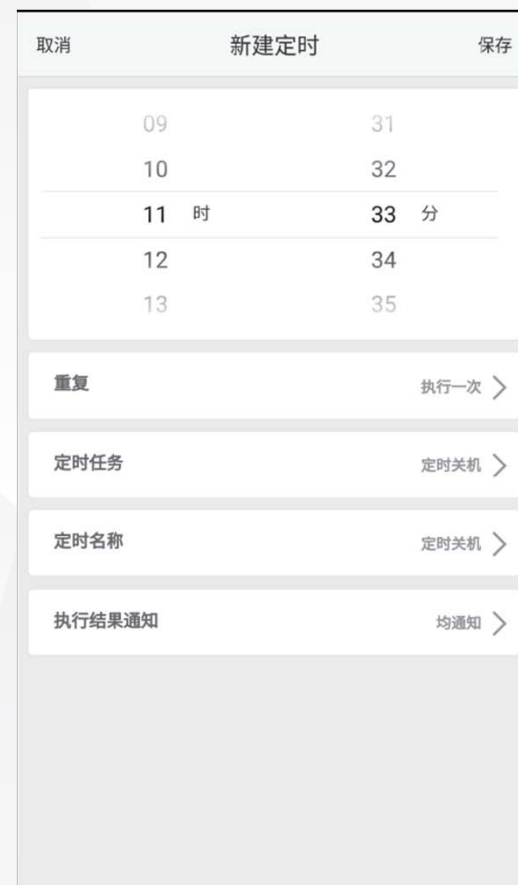 取消 新建定时 保存
09 31
10 32
11 时 33 分
12 34
13 35
重复 执行一次
定时任务 定时关机
定时名称 定时关机
执行结果通知 均通知